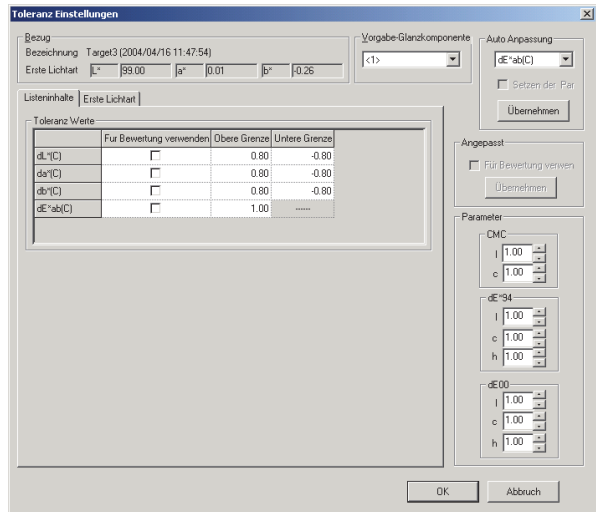 Toleranz Einstellungen
Bezug
Bezeichnung Target3 (2004/04/16 11:47:54)
Erste Lichtart L* 99.00 a* 0.01 b* -0.26
Vorgabe-Glanzkomponente
<1>
Auto Anpassung
dE*ab(C)
Setzen der Par
Übernehmen
Listeninhalte Erste Lichtart
Toleranz Werte
Fur Bewertung verwenden Obere Grenze Untere Grenze
dL*(C) 0.80 -0.80
da*(C) 0.80 -0.80
db*(C) 0.80 -0.80
dE*ab(C) 1.00 -----
Angepasst
Für Bewertung verwen
Übernehmen
Parameter
CMC
l 1.00
c 1.00
dE*94
l 1.00
c 1.00
h 1.00
dE00
l 1.00
c 1.00
h 1.00
OK Abbruch